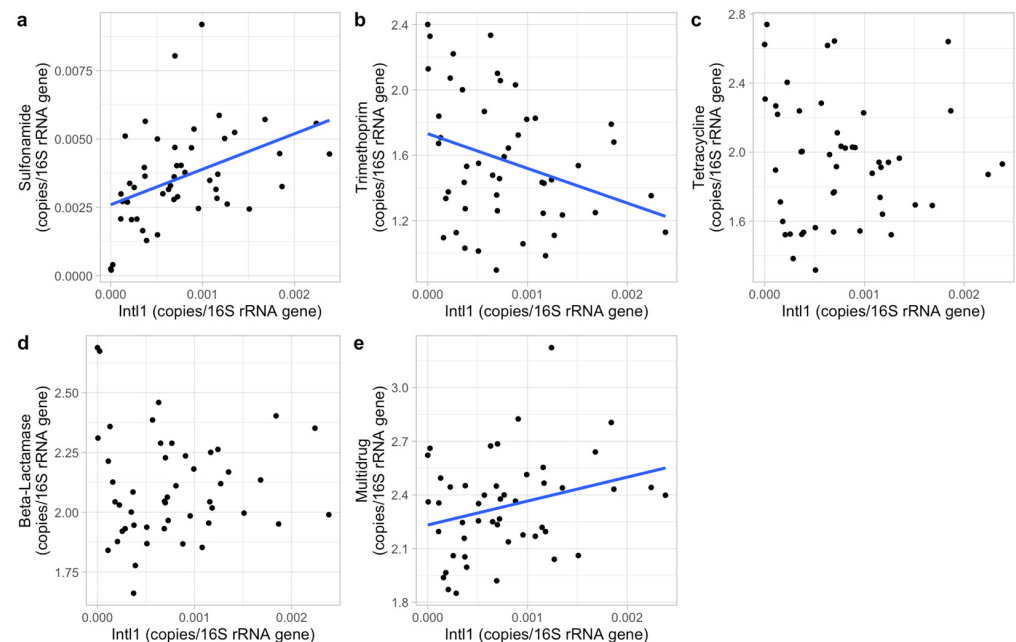 a
Sulfonamide
(copies/16S rRNA gene)
0.0075
0.0050
0.0025
0.0000
0.000 0.001 0.002
Intl1 (copies/16S rRNA gene)
b
Trimethoprim
(copies/16S rRNA gene)
2.4
2.0
1.6
1.2
0.000 0.001 0.002
Intl1 (copies/16S rRNA gene)
c
Tetracycline
(copies/16S rRNA gene)
2.8
2.4
2.0
1.6
0.000 0.001 0.002
Intl1 (copies/16S rRNA gene)
d
Beta-Lactamase
(copies/16S rRNA gene)
2.50
2.25
2.00
1.75
0.000 0.001 0.002
Intl1 (copies/16S rRNA gene)
e
Multidrug
(copies/16S rRNA gene)
3.0
2.7
2.4
2.1
1.8
0.000 0.001 0.002
Intl1 (copies/16S rRNA gene)